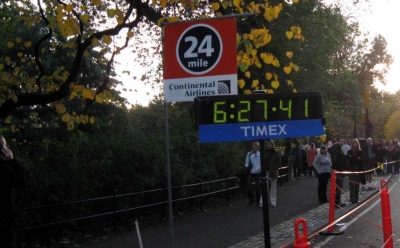 24
mile
Continental
Airlines
6:27:41
TIMEX